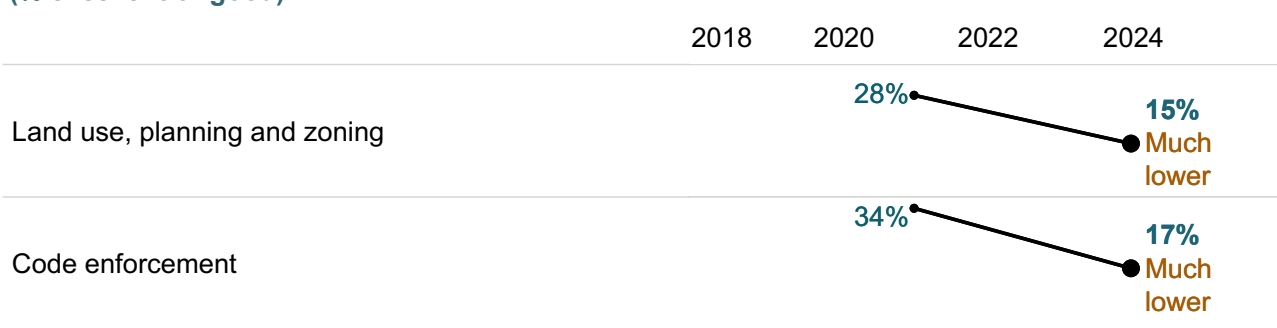 2018 2020 2022 2024
28%
15%
Land use, planning and zoning
Much
lower
34%
17%
Code enforcement
Much
lower